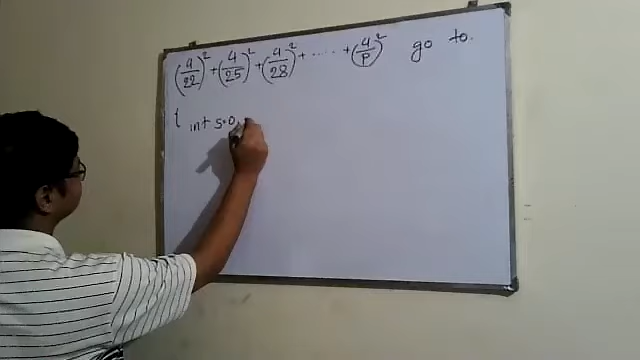 (4/22)² + (4/25)² + (4/28)² + ..... + (4/P)² go to.
{ int s=0,